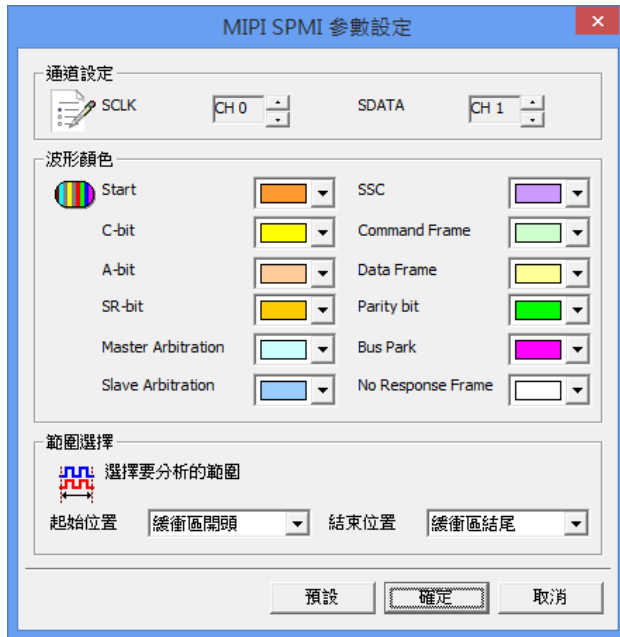 MIPI SPMI 參數設定
通道設定
SCLK CH 0 SDATA CH 1
波形顏色
Start SSC
C-bit Command Frame
A-bit Data Frame
SR-bit Parity bit
Master Arbitration Bus Park
Slave Arbitration No Response Frame
範圍選擇
選擇要分析的範圍
起始位置 緩衝區開頭 結束位置 緩衝區結尾
預設 確定 取消